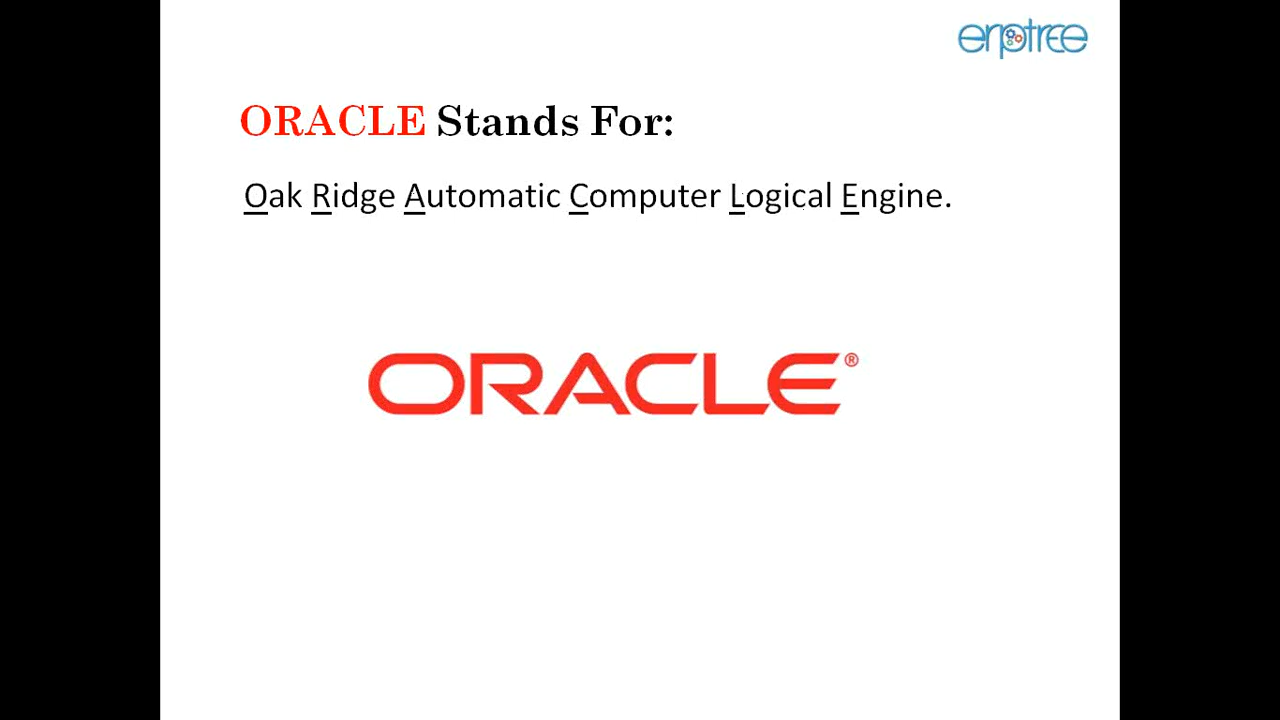 erptree
ORACLE Stands For:
Oak Ridge Automatic Computer Logical Engine.
ORACLE®